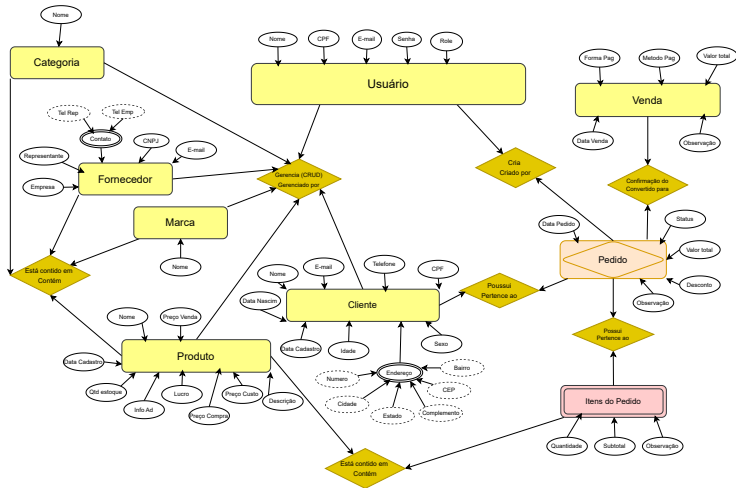 Nome
Categoria
Nome
CPF
E-mail
Senha
Role
Usuário
Forma Pag
Metodo Pag
Valor total
Venda
Data Venda
Observação
Tel Rep
Tel Emp
Contato
CNPJ
E-mail
Representante
Fornecedor
Empresa
Gerencia (CRUD)
Gerenciado por
Cria
Criado por
Confirmação do
Convertido para
Marca
Nome
Está contido em
Contém
Data Pedido
Status
Pedido
Valor total
Desconto
Observação
Nome
E-mail
Telefone
CPF
Data Nascim
Cliente
Poussui
Pertence ao
Data Cadastro
Idade
Sexo
Possui
Pertence ao
Nome
Preço Venda
Produto
Data Cadastro
Qtd estoque
Info Ad
Lucro
Preço Compra
Preço Custo
Descrição
Numero
Endereço
Bairro
CEP
Cidade
Estado
Complemento
Itens do Pedido
Quantidade
Subtotal
Observação
Está contido em
Contém